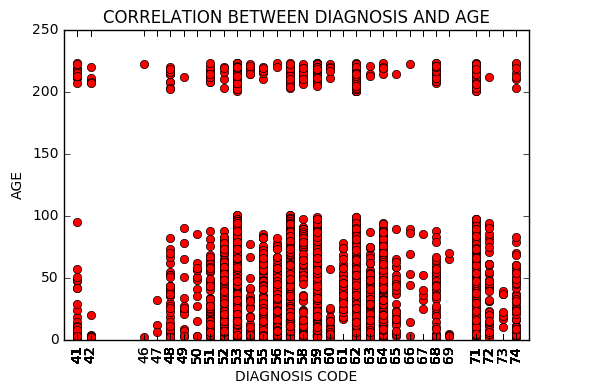 CORRELATION BETWEEN DIAGNOSIS AND AGE
250
200
150
100
50
0
AGE
41 42 46 47 48 49 50 51 52 53 54 55 56 57 58 59 60 61 62 63 64 65 66 67 68 69 71 72 73 74
DIAGNOSIS CODE